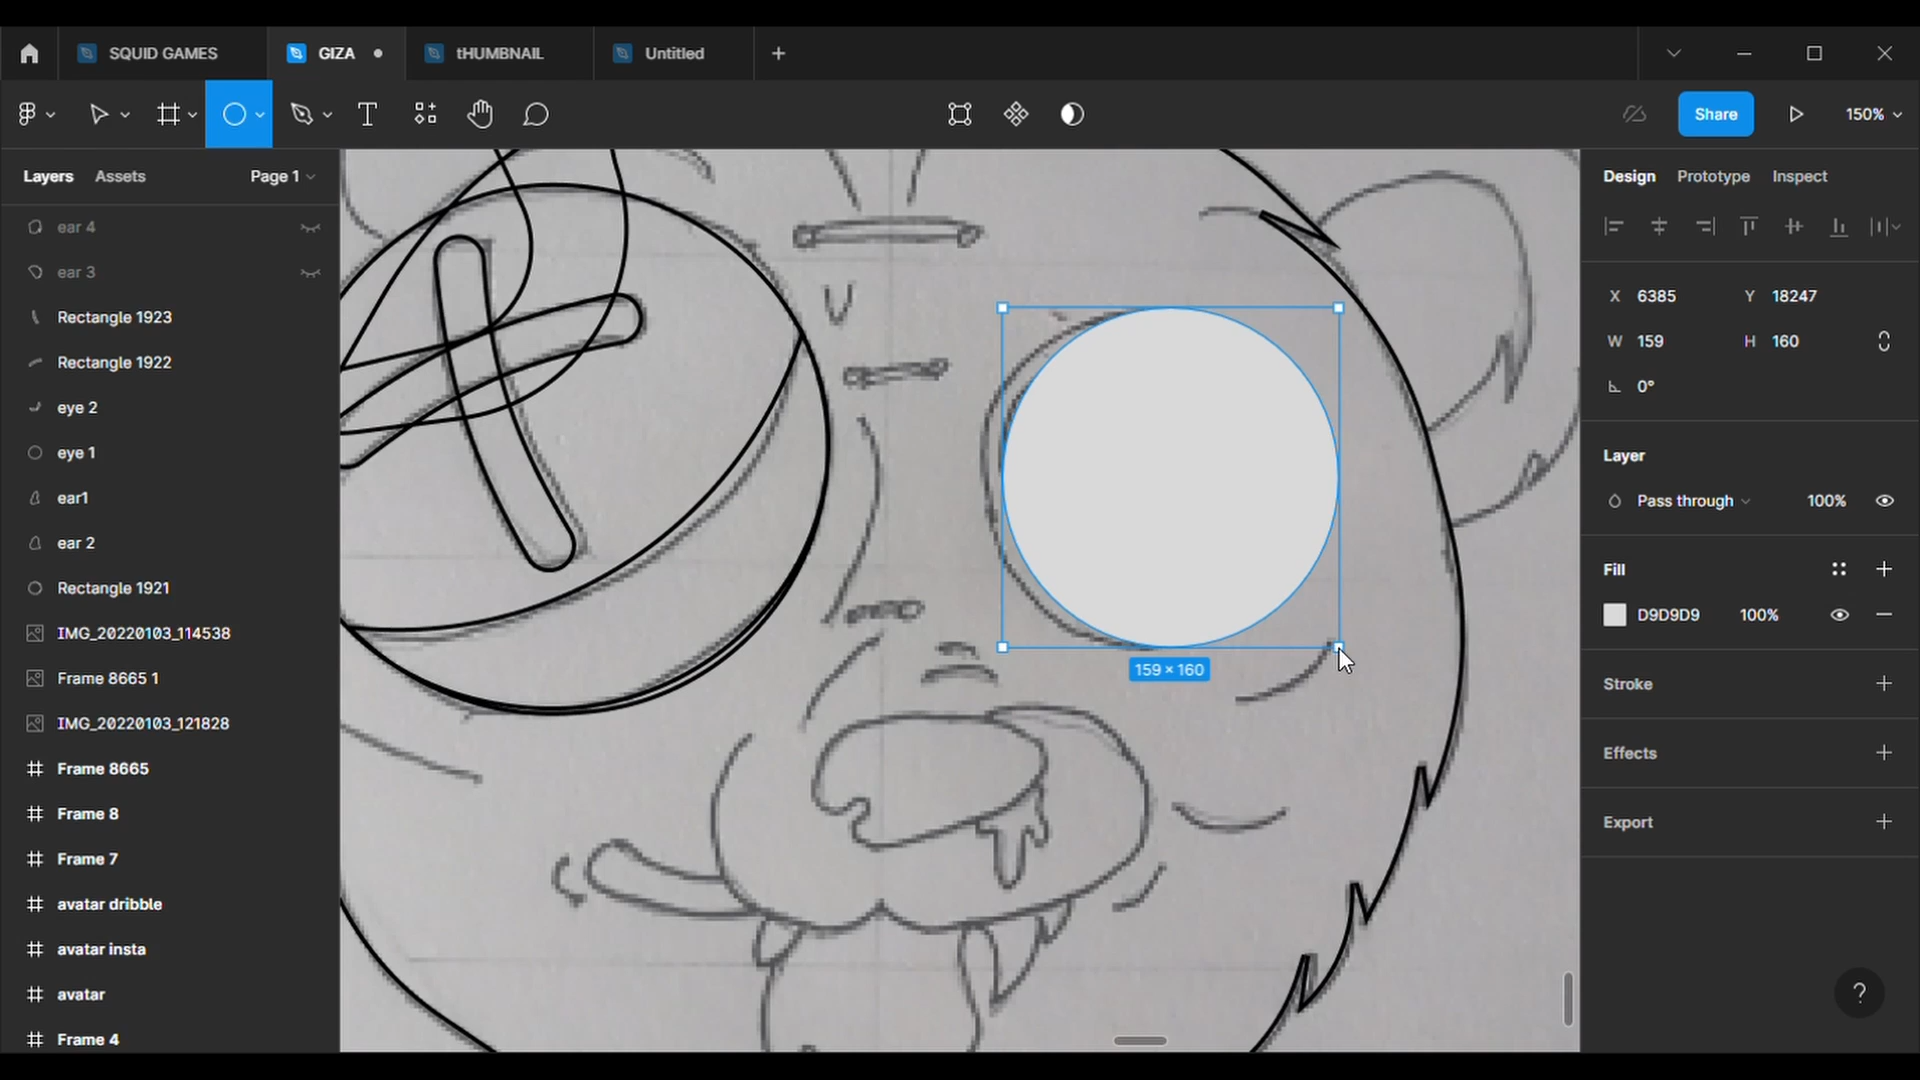 SQUID GAMES
GIZA
tHUMBNAIL
Untitled
Share
150%
Layers
Assets
Page 1
ear 4
ear 3
Rectangle 1923
Rectangle 1922
eye 2
eye 1
ear1
ear 2
Rectangle 1921
IMG_20220103_114538
Frame 8665 1
IMG_20220103_121828
Frame 8665
Frame 8
Frame 7
avatar dribble
avatar insta
avatar
Frame 4
159 × 160
Design
Prototype
Inspect
X 6385
Y 18247
W 159
H 160
0°
Layer
Pass through
100%
Fill
D9D9D9
100%
Stroke
Effects
Export
?